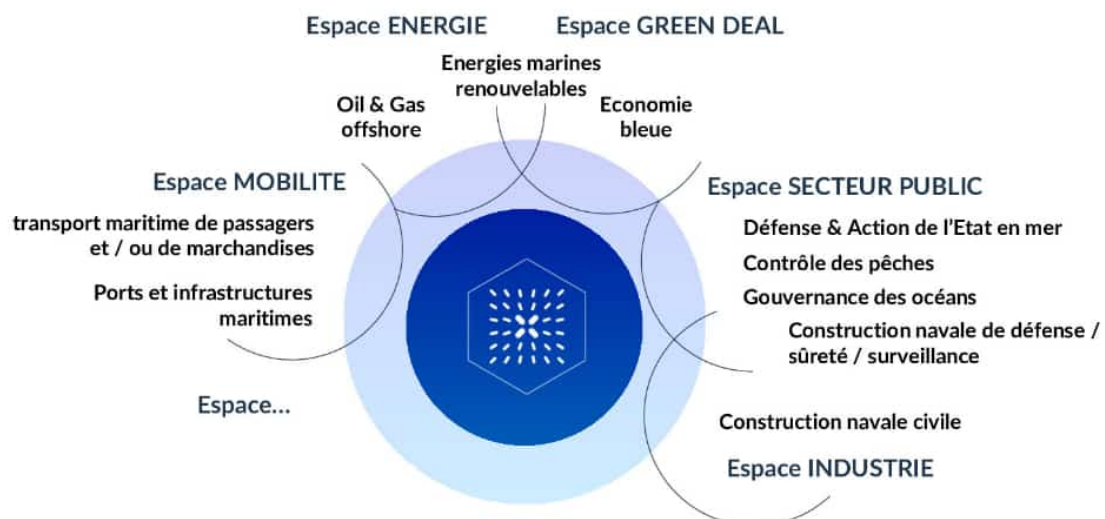 Espace ENERGIE
Espace GREEN DEAL
Energies marines
renouvelables
Oil & Gas
offshore
Economie
bleue
Espace MOBILITE
Espace SECTEUR PUBLIC
transport maritime de passagers
et / ou de marchandises
Défense & Action de l'Etat en mer
Contrôle des pêches
Ports et infrastructures
maritimes
Gouvernance des océans
Construction navale de défense /
sûreté / surveillance
Espace...
Construction navale civile
Espace INDUSTRIE